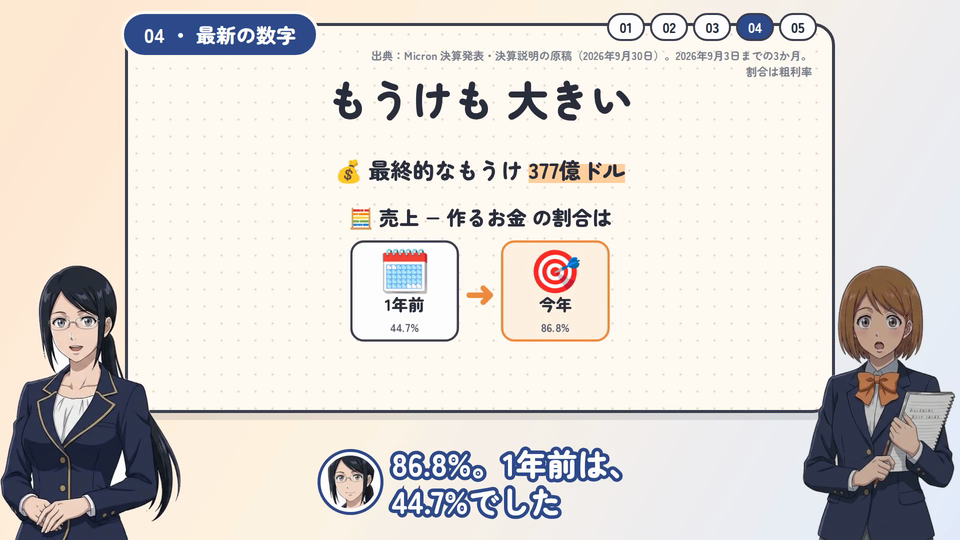 04 ・ 最新の数字
01 02 03 04 05
出典：Micron 決算発表・決算説明の原稿（2026年9月30日）。2026年9月3日までの3か月。
割合は粗利率
もうけも 大きい
最終的なもうけ 377億ドル
売上 − 作るお金 の割合は
1年前
44.7%
今年
86.8%
86.8%。1年前は、
44.7%でした